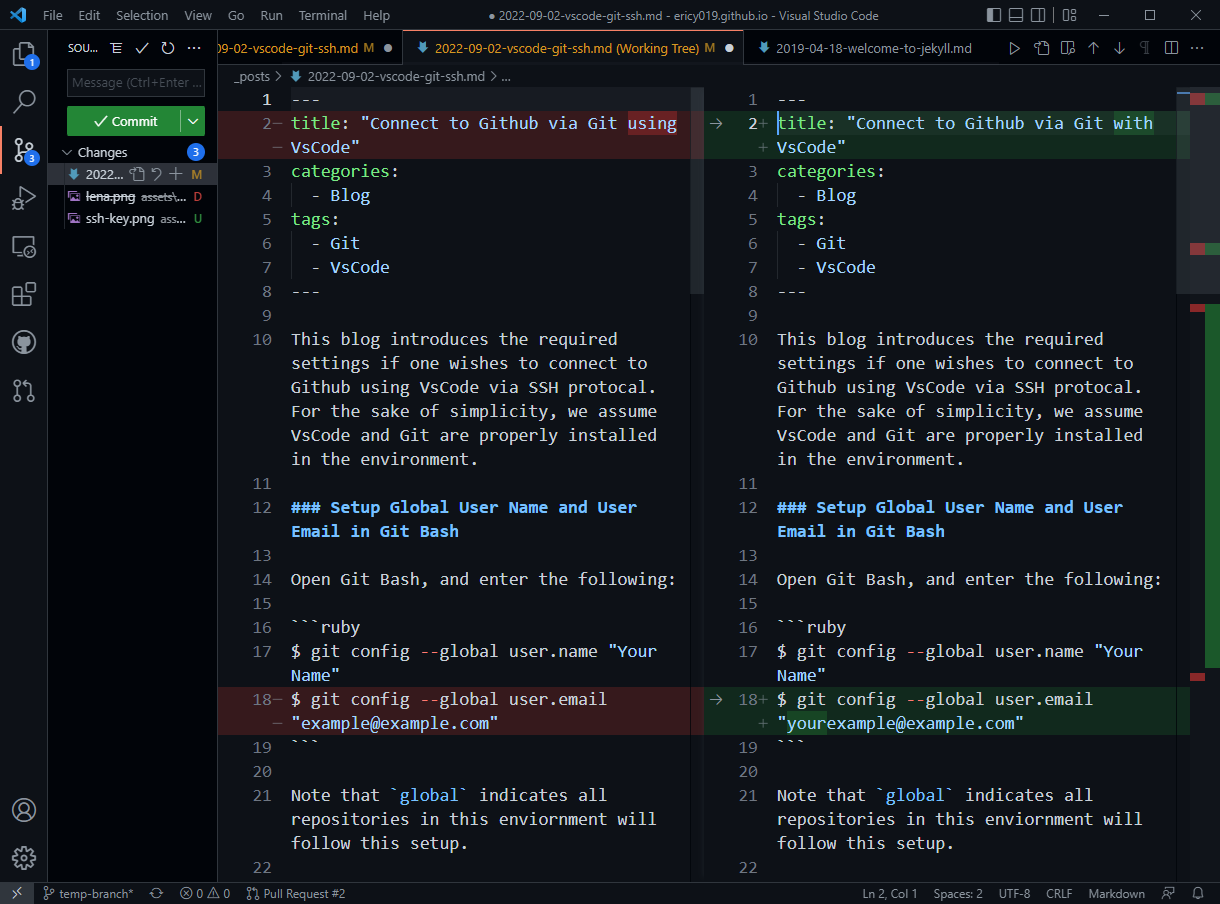 File Edit Selection View Go Run Terminal Help ● 2022-09-02-vscode-git-ssh.md - ericy019.github.io - Visual Studio Code
SOU... ···
09-02-vscode-git-ssh.md M ● 2022-09-02-vscode-git-ssh.md (Working Tree) M ● 2019-04-18-welcome-to-jekyll.md ···
1
Message (Ctrl+Enter ...
Commit
Changes 3
2022... M
lena.png assets\... D
ssh-key.png ass... U
3
_posts > 2022-09-02-vscode-git-ssh.md > ...
1 ---
2− title: "Connect to Github via Git using
− VsCode"
3 categories:
4 - Blog
5 tags:
6 - Git
7 - VsCode
8 ---
9
10 This blog introduces the required
settings if one wishes to connect to
Github using VsCode via SSH protocal.
For the sake of simplicity, we assume
VsCode and Git are properly installed
in the environment.
11
12 ### Setup Global User Name and User
Email in Git Bash
13
14 Open Git Bash, and enter the following:
15
16 ```ruby
17 $ git config --global user.name "Your
Name"
18− $ git config --global user.email
− "example@example.com"
19 ```
20
21 Note that `global` indicates all
repositories in this enviornment will
follow this setup.
22
1 ---
2+ title: "Connect to Github via Git with
+ VsCode"
3 categories:
4 - Blog
5 tags:
6 - Git
7 - VsCode
8 ---
9
10 This blog introduces the required
settings if one wishes to connect to
Github using VsCode via SSH protocal.
For the sake of simplicity, we assume
VsCode and Git are properly installed
in the environment.
11
12 ### Setup Global User Name and User
Email in Git Bash
13
14 Open Git Bash, and enter the following:
15
16 ```ruby
17 $ git config --global user.name "Your
Name"
18+ $ git config --global user.email
+ "yourexample@example.com"
19 ```
20
21 Note that `global` indicates all
repositories in this enviornment will
follow this setup.
22
temp-branch* 0 0 Pull Request #2 Ln 2, Col 1 Spaces: 2 UTF-8 CRLF Markdown